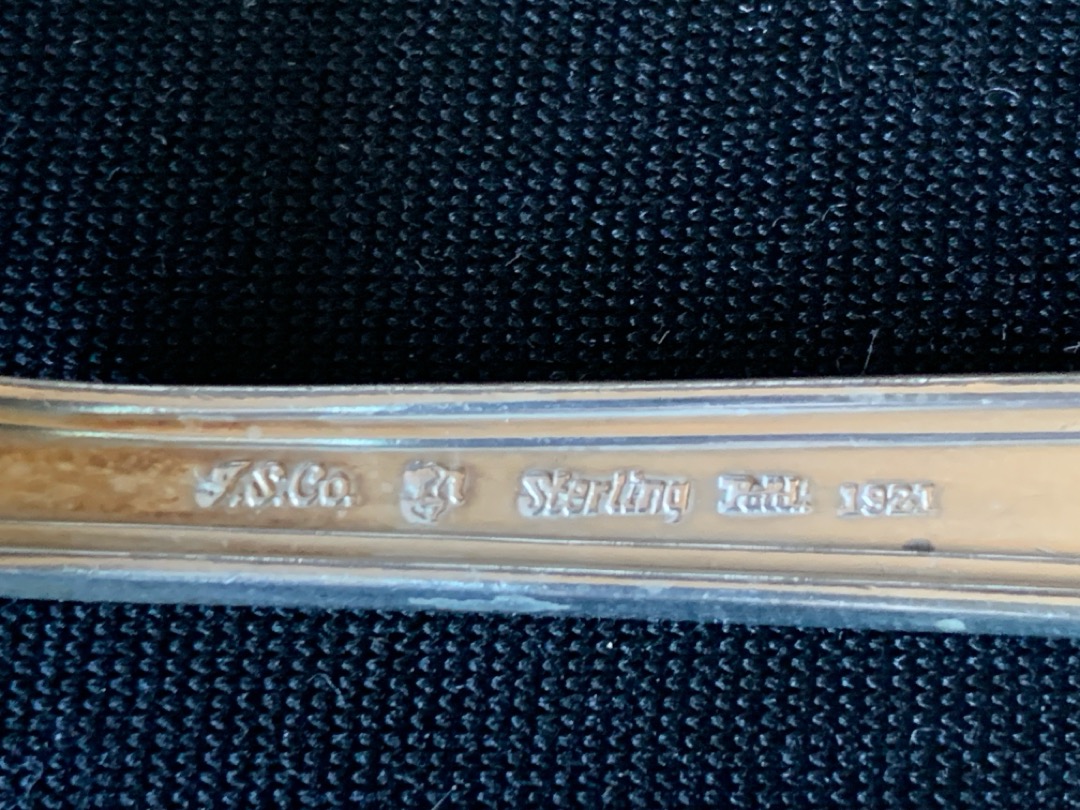 T.S.Co. Sterling Patd. 1921